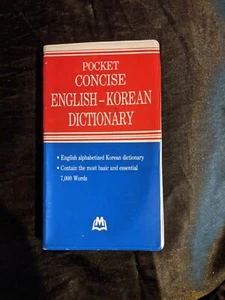 POCKET
CONCISE
ENGLISH-KOREAN
DICTIONARY
• English alphabetized Korean dictionary
• Contain the most basic and essential
7,000 Words